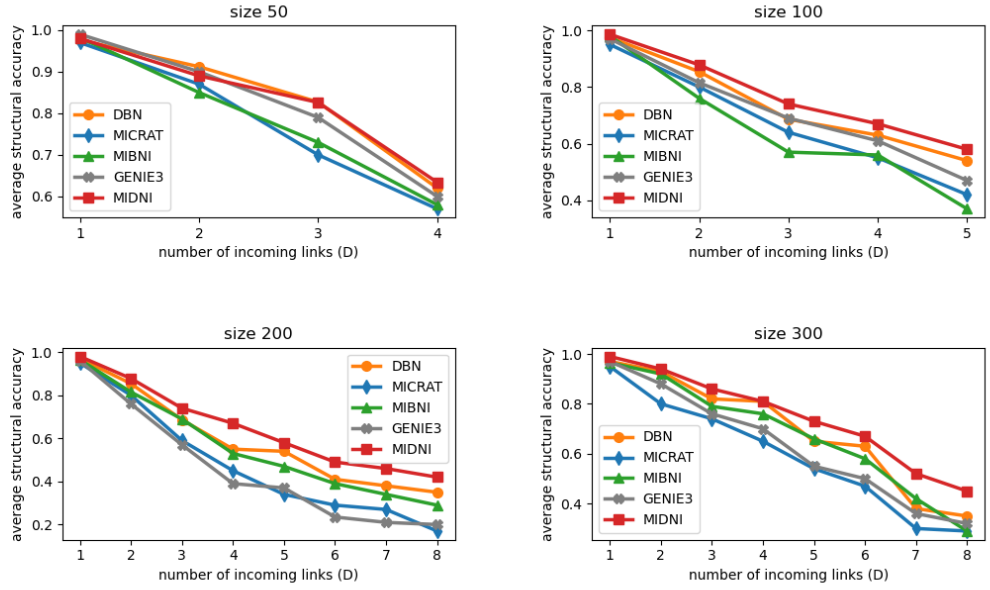 size 50
average structural accuracy
1.0
0.9
0.8
0.7
0.6
DBN
MICRAT
MIBNI
GENIE3
MIDNI
1 2 3 4
number of incoming links (D)
size 100
average structural accuracy
1.0
0.8
0.6
0.4
DBN
MICRAT
MIBNI
GENIE3
MIDNI
1 2 3 4 5
number of incoming links (D)
size 200
average structural accuracy
1.0
0.8
0.6
0.4
0.2
DBN
MICRAT
MIBNI
GENIE3
MIDNI
1 2 3 4 5 6 7 8
number of incoming links (D)
size 300
average structural accuracy
1.0
0.8
0.6
0.4
DBN
MICRAT
MIBNI
GENIE3
MIDNI
1 2 3 4 5 6 7 8
number of incoming links (D)